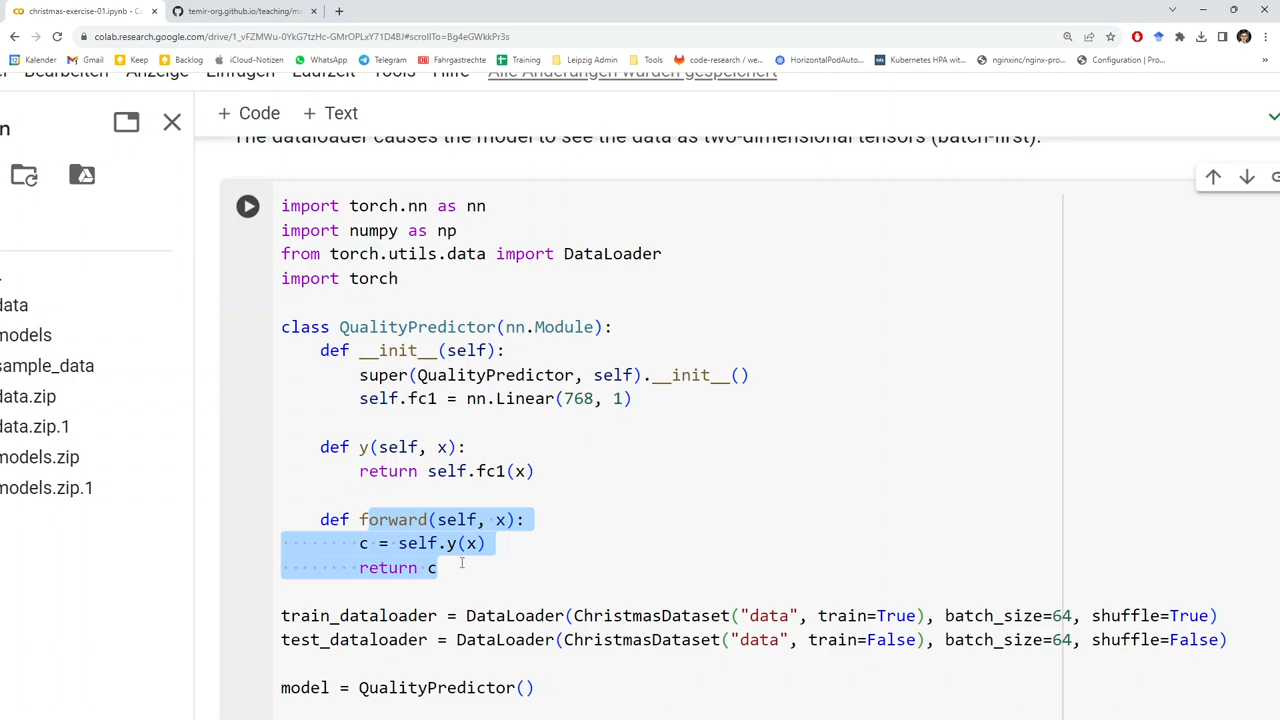 christmas-exercise-01.ipynb - C
temir-org.github.io/teaching/ma
colab.research.google.com/drive/1_vFZMWu-0YkG7tzHc-GMrOPLxY71D4BJ#scrollTo=Bg4eGWkkPr3s
Kalender Gmail Keep Backlog iCloud-Notizen WhatsApp Telegram Fahrgastrechte Training Leipzig Admin Tools code-research / we... HorizontalPodAuto... Kubernetes HPA wit... nginxinc/nginx-pro... Configuration | Pro... »
Bearbeiten Anzeige Einfügen Laufzeit Tools Hilfe Alle Änderungen wurden gespeichert
n
+ Code + Text
The dataloader causes the model to see the data as two-dimensional tensors (batch-first).
data
models
sample_data
data.zip
data.zip.1
models.zip
models.zip.1
import torch.nn as nn
import numpy as np
from torch.utils.data import DataLoader
import torch
class QualityPredictor(nn.Module):
def __init__(self):
super(QualityPredictor, self).__init__()
self.fc1 = nn.Linear(768, 1)
def y(self, x):
return self.fc1(x)
def forward(self, x):
c = self.y(x)
return c
train_dataloader = DataLoader(ChristmasDataset("data", train=True), batch_size=64, shuffle=True)
test_dataloader = DataLoader(ChristmasDataset("data", train=False), batch_size=64, shuffle=False)
model = QualityPredictor()